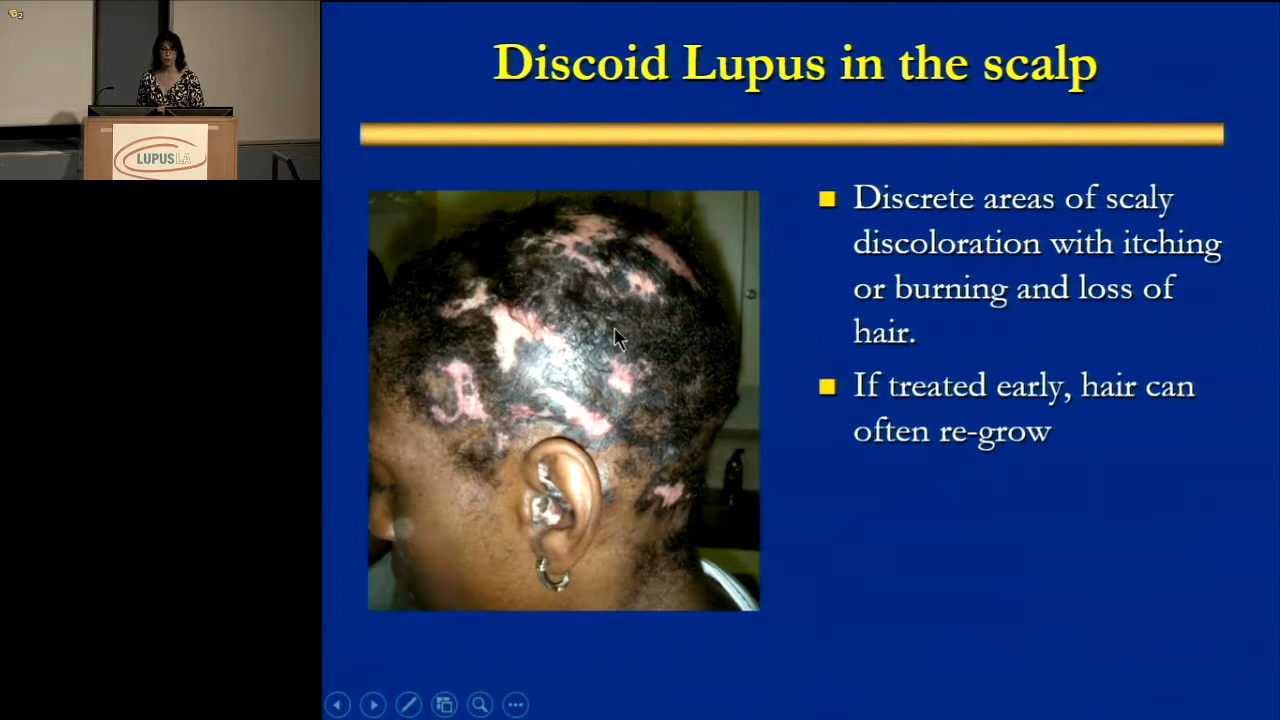 Discoid Lupus in the scalp
LUPUS LA
Discrete areas of scaly
discoloration with itching
or burning and loss of
hair.
If treated early, hair can
often re-grow